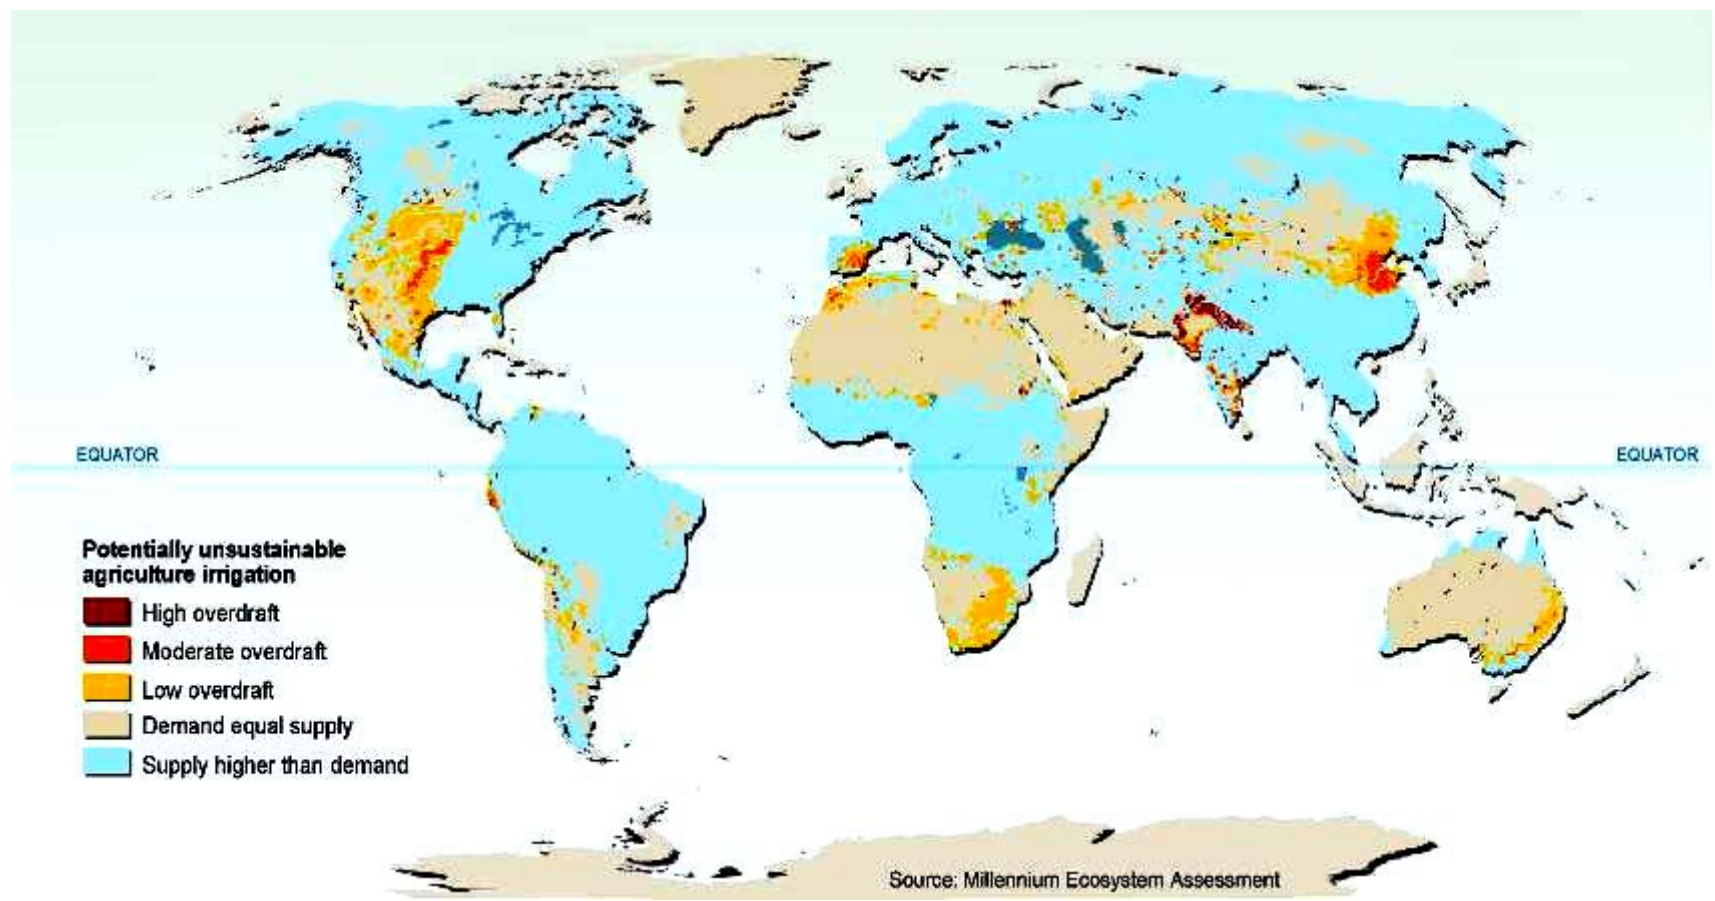 EQUATOR
EQUATOR
Potentially unsustainable
agriculture irrigation
High overdraft
Moderate overdraft
Low overdraft
Demand equal supply
Supply higher than demand
Source: Millennium Ecosystem Assessment